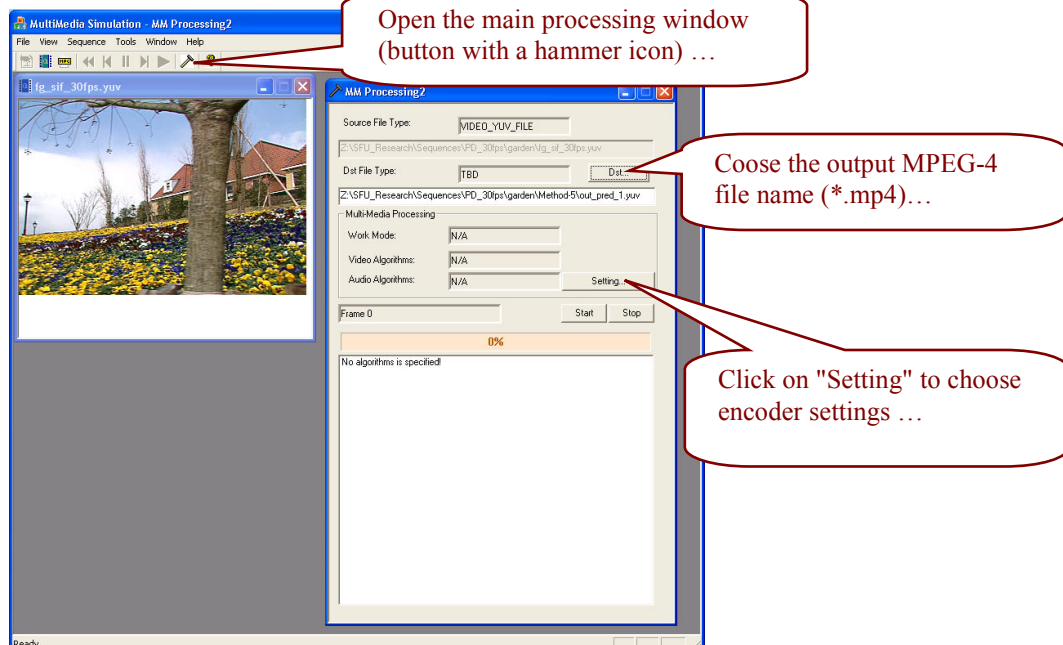 MultiMedia Simulation - MM Processing2
File View Sequence Tools Window Help
Open the main processing window
(button with a hammer icon) …
fg_sif_30fps.yuv
MM Processing2
Source File Type:
VIDEO_YUV_FILE
Z:\SFU_Research\Sequences\PD_30fps\garden\fg_sif_30fps.yuv
Dst File Type:
TBD
Dst...
Z:\SFU_Research\Sequences\PD_30fps\garden\Method-5\out_pred_1.yuv
Coose the output MPEG-4
file name (*.mp4)…
Multi-Media Processing
Work Mode:
N/A
Video Algorithms:
N/A
Audio Algorithms:
N/A
Setting...
Frame 0
Start
Stop
0%
No algorithms is specified!
Click on "Setting" to choose
encoder settings …
Ready